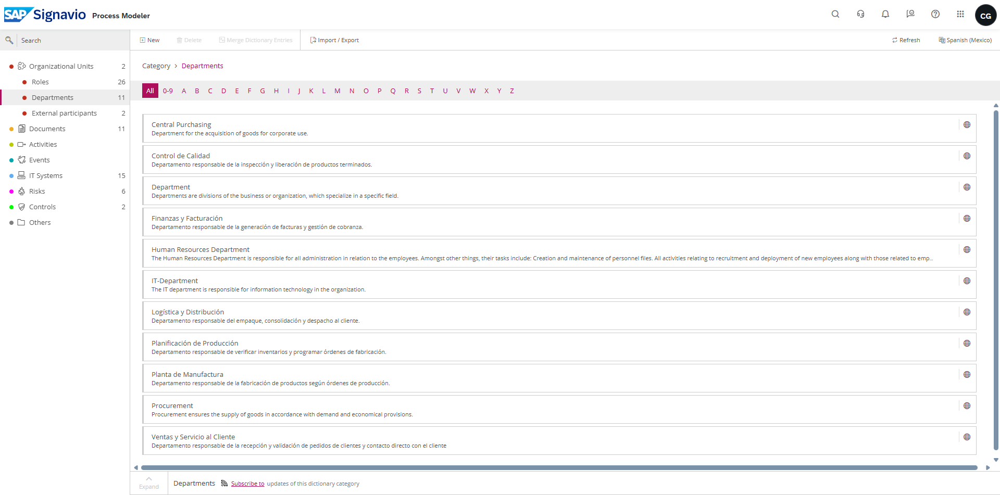 SAP Signavio Process Modeler
CG
Search
New Delete Merge Dictionary Entries Import / Export Refresh Spanish (Mexico)
Organizational Units 2
Roles 26
Departments 11
External participants 2
Documents 11
Activities
Events
IT Systems 15
Risks 6
Controls 2
Others
Category > Departments
All 0-9 A B C D E F G H I J K L M N O P Q R S T U V W X Y Z
Central Purchasing
Department for the acquisition of goods for corporate use.
Control de Calidad
Departamento responsable de la inspección y liberación de productos terminados.
Department
Departments are divisions of the business or organization, which specialize in a specific field.
Finanzas y Facturación
Departamento responsable de la generación de facturas y gestión de cobranza.
Human Resources Department
The Human Resources Department is responsible for all administration in relation to the employees. Amongst other things, their tasks include: Creation and maintenance of personnel files. All activities relating to recruitment and deployment of new employees along with those related to emp...
IT-Department
The IT department is responsible for information technology in the organization.
Logística y Distribución
Departamento responsable del empaque, consolidación y despacho al cliente.
Planificación de Producción
Departamento responsable de verificar inventarios y programar órdenes de fabricación.
Planta de Manufactura
Departamento responsable de la fabricación de productos según órdenes de producción.
Procurement
Procurement ensures the supply of goods in accordance with demand and economical provisions.
Ventas y Servicio al Cliente
Departamento responsable de la recepción y validación de pedidos de clientes y contacto directo con el cliente
Expand
Departments Subscribe to updates of this dictionary category